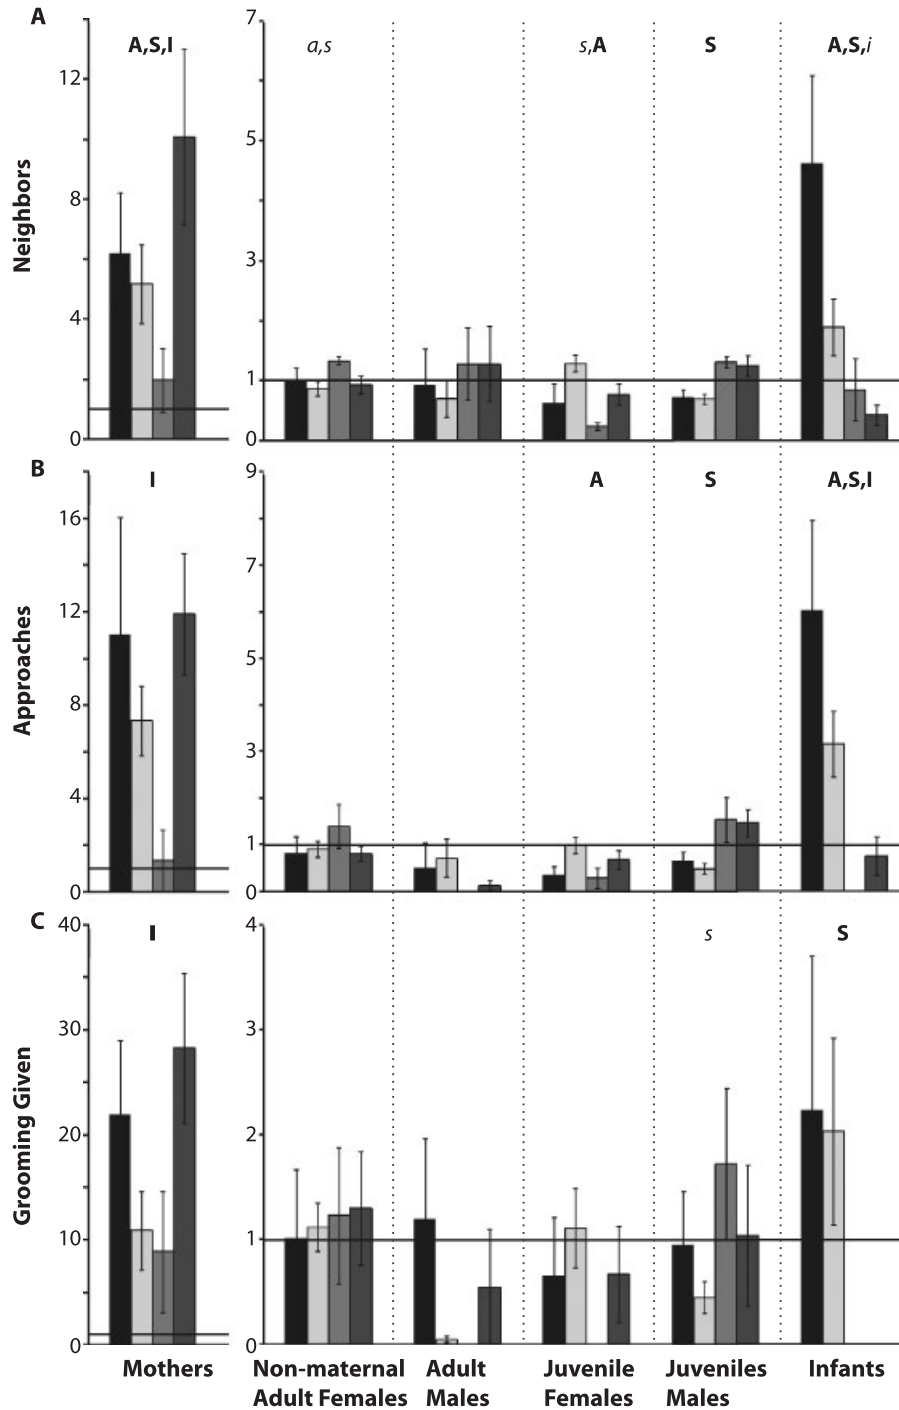 A
A,S,I
a,s
s,A
S
A,S,i
Neighbors
12
8
4
0
7
5
3
1
0
B
I
A
S
A,S,I
Approaches
16
12
8
4
0
9
7
5
3
1
0
C
I
s
S
Grooming Given
40
30
20
10
0
4
3
2
1
0
Mothers
Non-maternal
Adult Females
Adult
Males
Juvenile
Females
Juveniles
Males
Infants